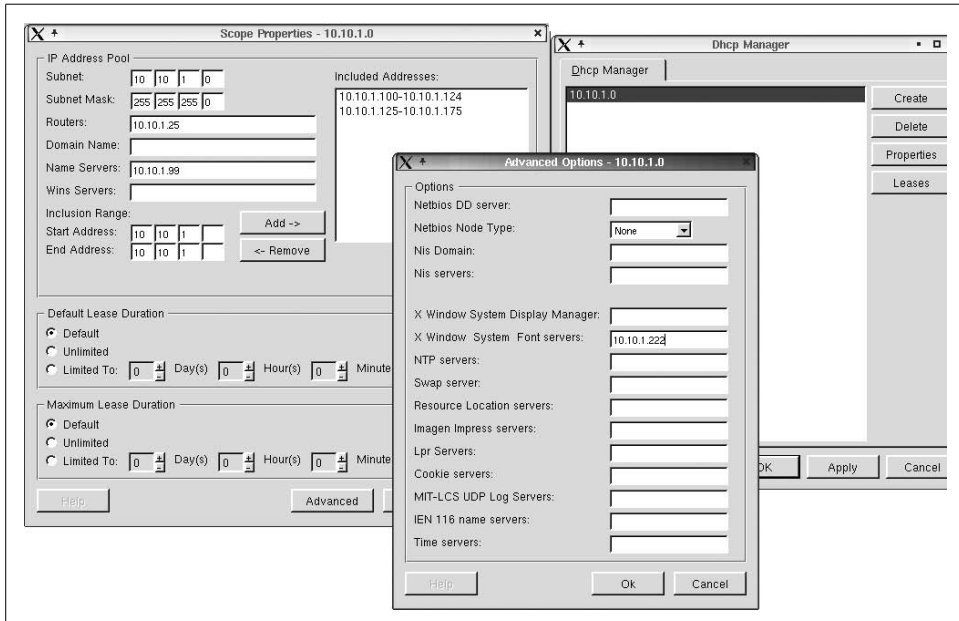 Scope Properties - 10.10.1.0
IP Address Pool
Subnet: 10 10 1 0
Subnet Mask: 255 255 255 0
Routers: 10.10.1.25
Domain Name:
Name Servers: 10.10.1.99
Wins Servers:
Inclusion Range:
Start Address: 10 10 1
End Address: 10 10 1
Add ->
<- Remove
Included Addresses:
10.10.1.100-10.10.1.124
10.10.1.125-10.10.1.175
Default Lease Duration
Default
Unlimited
Limited To: 0 Day(s) 0 Hour(s) 0 Minute
Maximum Lease Duration
Default
Unlimited
Limited To: 0 Day(s) 0 Hour(s) 0 Minute
Help
Advanced
Dhcp Manager
Dhcp Manager
10.10.1.0
Create
Delete
Properties
Leases
Apply
Cancel
Advanced Options - 10.10.1.0
Options
Netbios DD server:
Netbios Node Type: None
Nis Domain:
Nis servers:
X Window System Display Manager:
X Window System Font servers: 10.10.1.222
NTP servers:
Swap server:
Resource Location servers:
Imagen Impress servers:
Lpr Servers:
Cookie servers:
MIT-LCS UDP Log Servers:
IEN 116 name servers:
Time servers:
Help
Ok
Cancel